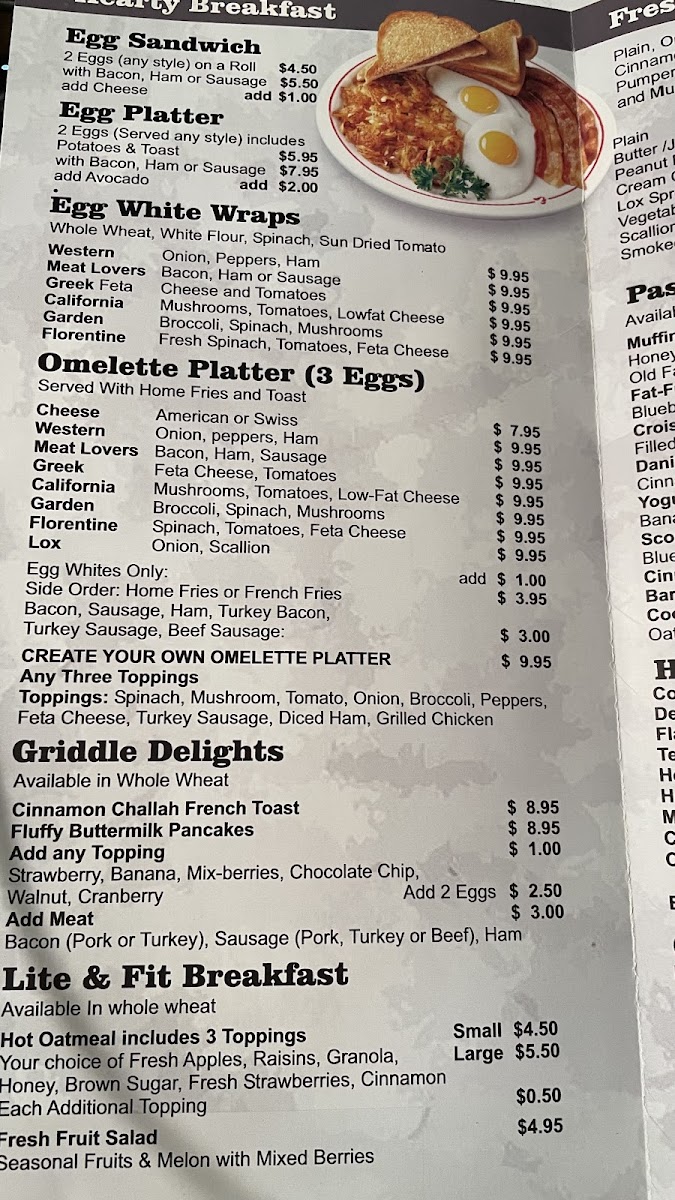 Hearty Breakfast
Egg Sandwich
2 Eggs (any style) on a Roll $4.50
with Bacon, Ham or Sausage $5.50
add Cheese add $1.00
Egg Platter
2 Eggs (Served any style) includes
Potatoes & Toast $5.95
with Bacon, Ham or Sausage $7.95
add Avocado add $2.00
Egg White Wraps
Whole Wheat, White Flour, Spinach, Sun Dried Tomato
Western Onion, Peppers, Ham $ 9.95
Meat Lovers Bacon, Ham or Sausage $ 9.95
Greek Feta Cheese and Tomatoes $ 9.95
California Mushrooms, Tomatoes, Lowfat Cheese $ 9.95
Garden Broccoli, Spinach, Mushrooms $ 9.95
Florentine Fresh Spinach, Tomatoes, Feta Cheese $ 9.95
Omelette Platter (3 Eggs)
Served With Home Fries and Toast
Cheese American or Swiss $ 7.95
Western Onion, peppers, Ham $ 9.95
Meat Lovers Bacon, Ham, Sausage $ 9.95
Greek Feta Cheese, Tomatoes $ 9.95
California Mushrooms, Tomatoes, Low-Fat Cheese $ 9.95
Garden Broccoli, Spinach, Mushrooms $ 9.95
Florentine Spinach, Tomatoes, Feta Cheese $ 9.95
Lox Onion, Scallion $ 9.95
Egg Whites Only: add $ 1.00
Side Order: Home Fries or French Fries $ 3.95
Bacon, Sausage, Ham, Turkey Bacon,
Turkey Sausage, Beef Sausage: $ 3.00
CREATE YOUR OWN OMELETTE PLATTER $ 9.95
Any Three Toppings
Toppings: Spinach, Mushroom, Tomato, Onion, Broccoli, Peppers,
Feta Cheese, Turkey Sausage, Diced Ham, Grilled Chicken
Griddle Delights
Available in Whole Wheat
Cinnamon Challah French Toast $ 8.95
Fluffy Buttermilk Pancakes $ 8.95
Add any Topping $ 1.00
Strawberry, Banana, Mix-berries, Chocolate Chip,
Walnut, Cranberry Add 2 Eggs $ 2.50
Add Meat $ 3.00
Bacon (Pork or Turkey), Sausage (Pork, Turkey or Beef), Ham
Lite & Fit Breakfast
Available In whole wheat
Hot Oatmeal includes 3 Toppings Small $4.50
Your choice of Fresh Apples, Raisins, Granola, Large $5.50
Honey, Brown Sugar, Fresh Strawberries, Cinnamon
Each Additional Topping $0.50
Fresh Fruit Salad $4.95
Seasonal Fruits & Melon with Mixed Berries
Plain, O
and Mu
Plain
Butter /J
Peanut
Cream
Lox Spr
Honey
Old
Filled